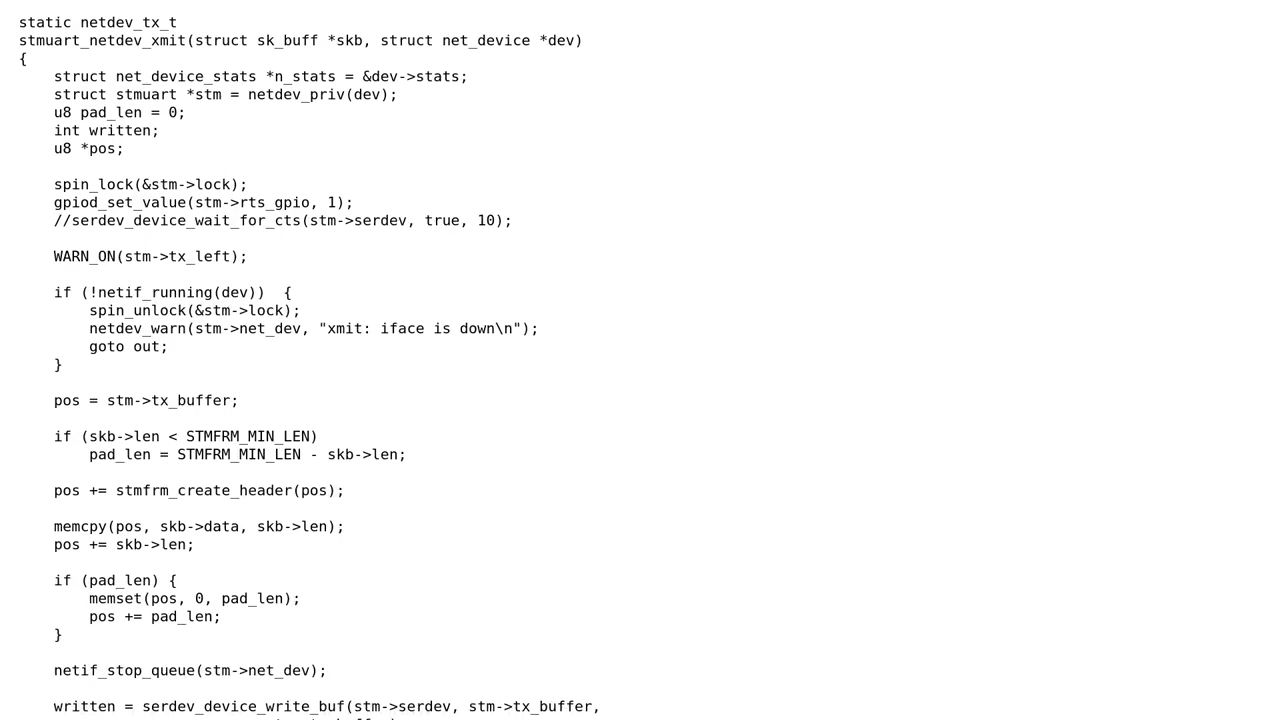 static netdev_tx_t
stmuart_netdev_xmit(struct sk_buff *skb, struct net_device *dev)
{
    struct net_device_stats *n_stats = &dev->stats;
    struct stmuart *stm = netdev_priv(dev);
    u8 pad_len = 0;
    int written;
    u8 *pos;

    spin_lock(&stm->lock);
    gpiod_set_value(stm->rts_gpio, 1);
    //serdev_device_wait_for_cts(stm->serdev, true, 10);

    WARN_ON(stm->tx_left);

    if (!netif_running(dev))  {
        spin_unlock(&stm->lock);
        netdev_warn(stm->net_dev, "xmit: iface is down\n");
        goto out;
    }

    pos = stm->tx_buffer;

    if (skb->len < STMFRM_MIN_LEN)
        pad_len = STMFRM_MIN_LEN - skb->len;

    pos += stmfrm_create_header(pos);

    memcpy(pos, skb->data, skb->len);
    pos += skb->len;

    if (pad_len) {
        memset(pos, 0, pad_len);
        pos += pad_len;
    }

    netif_stop_queue(stm->net_dev);

    written = serdev_device_write_buf(stm->serdev, stm->tx_buffer,